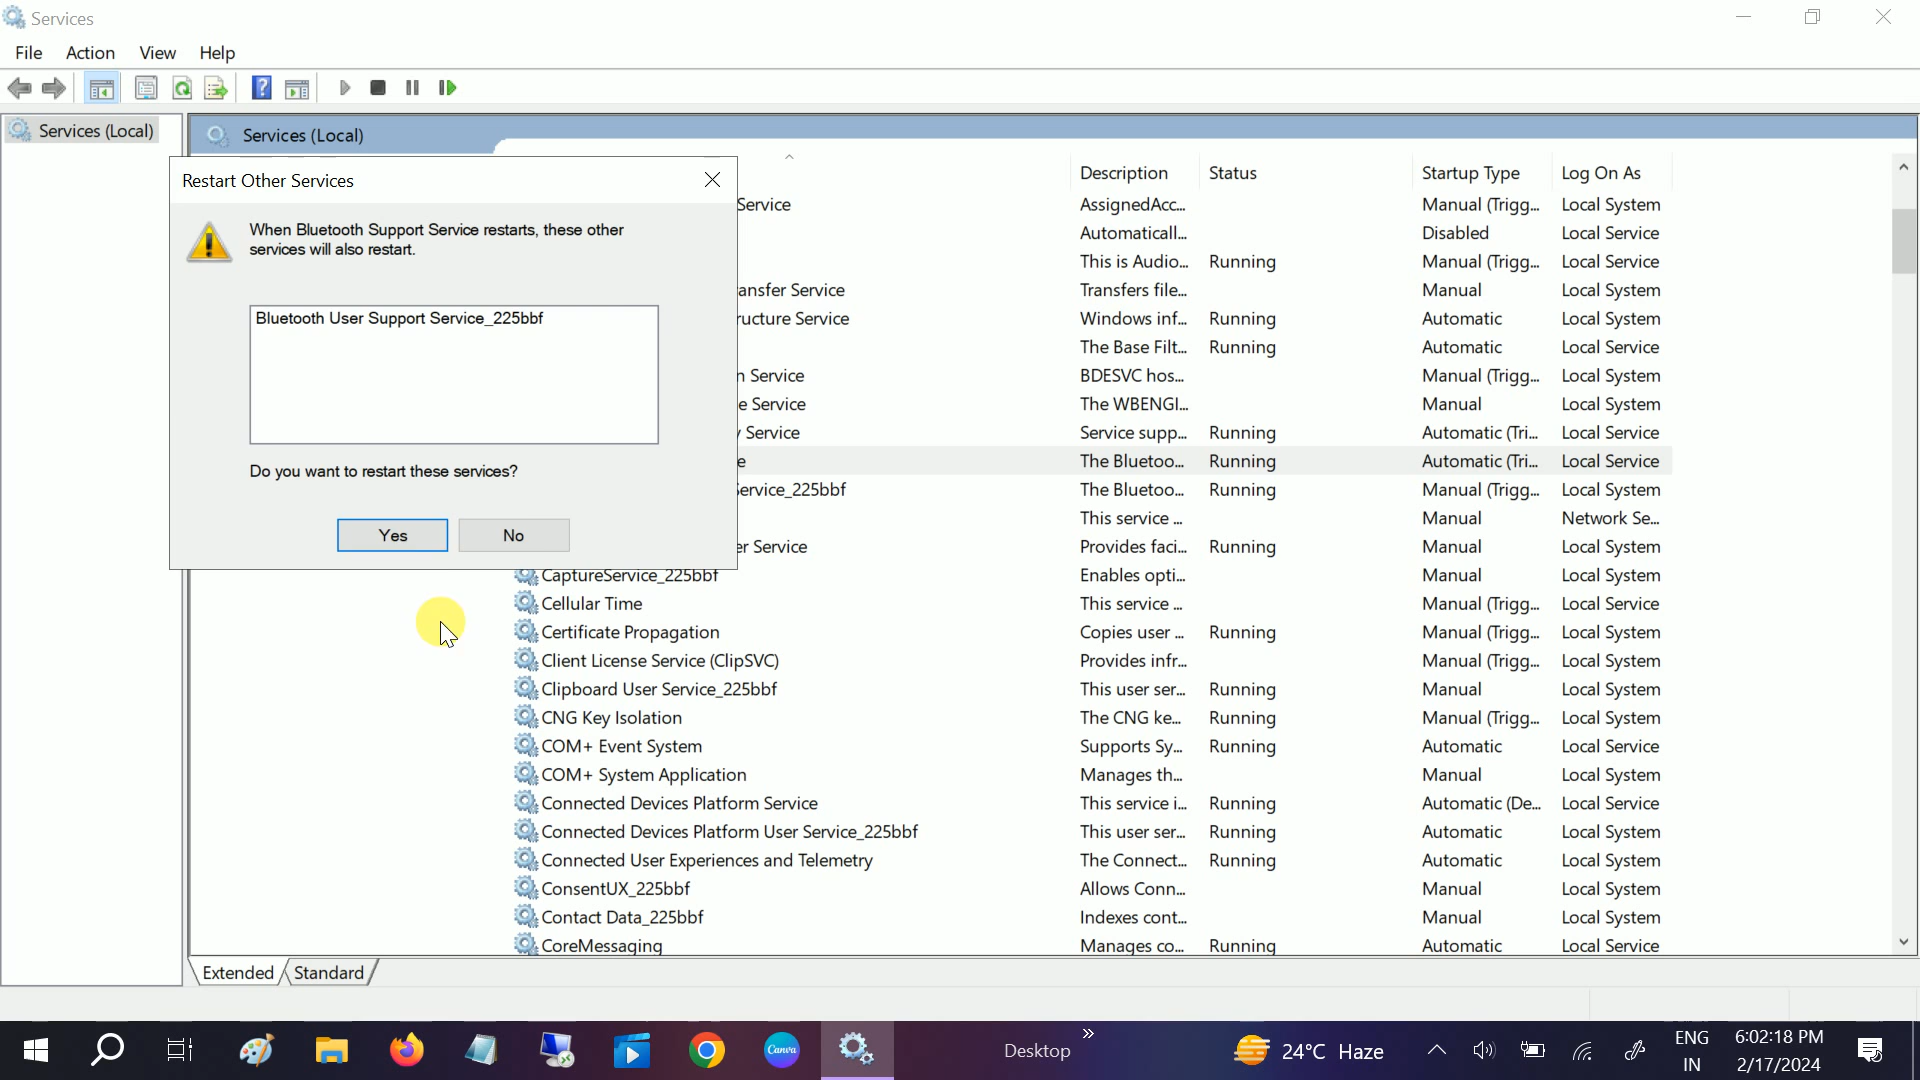 Services
File Action View Help
Services (Local)
Services (Local)
Restart Other Services
When Bluetooth Support Service restarts, these other
services will also restart.
Bluetooth User Support Service_225bbf
Do you want to restart these services?
Yes No
Description Status Startup Type Log On As
Service AssignedAcc... Manual (Trigg... Local System
Automaticall... Disabled Local Service
This is Audio... Running Manual (Trigg... Local Service
ansfer Service Transfers file... Manual Local System
ructure Service Windows inf... Running Automatic Local System
The Base Filt... Running Automatic Local Service
n Service BDESVC hos... Manual (Trigg... Local System
e Service The WBENGI... Manual Local System
y Service Service supp... Running Automatic (Tri... Local Service
e The Bluetoo... Running Automatic (Tri... Local Service
Service_225bbf The Bluetoo... Running Manual (Trigg... Local System
This service ... Manual Network Se...
er Service Provides faci... Running Manual Local System
CaptureService_225bbf Enables opti... Manual Local System
Cellular Time This service ... Manual (Trigg... Local Service
Certificate Propagation Copies user ... Running Manual (Trigg... Local System
Client License Service (ClipSVC) Provides infr... Manual (Trigg... Local System
Clipboard User Service_225bbf This user ser... Running Manual Local System
CNG Key Isolation The CNG ke... Running Manual (Trigg... Local System
COM+ Event System Supports Sy... Running Automatic Local Service
COM+ System Application Manages th... Manual Local System
Connected Devices Platform Service This service i... Running Automatic (De... Local Service
Connected Devices Platform User Service_225bbf This user ser... Running Automatic Local System
Connected User Experiences and Telemetry The Connect... Running Automatic Local System
ConsentUX_225bbf Allows Conn... Manual Local System
Contact Data_225bbf Indexes cont... Manual Local System
CoreMessaging Manages co... Running Automatic Local Service
Extended Standard
Canva
Desktop
24°C Haze
ENG
IN
6:02:18 PM
2/17/2024